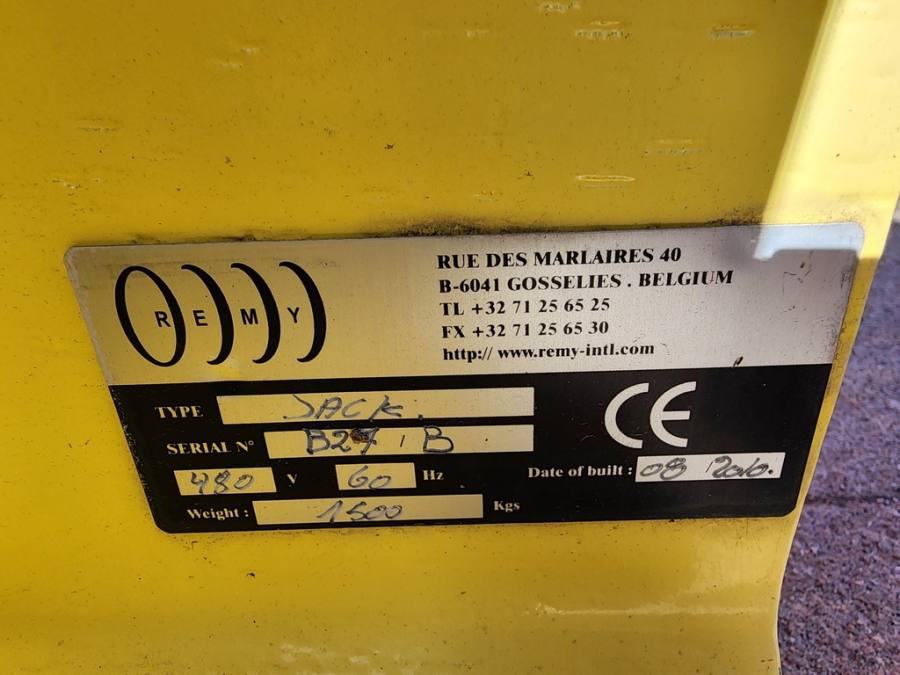 REMY
RUE DES MARLAIRES 40
B-6041 GOSSELIES . BELGIUM
TL +32 71 25 65 25
FX +32 71 25 65 30
http:// www.remy-intl.com
TYPE JACK.
SERIAL N° B
480 V 60 Hz
Date of built : 08 2010.
Weight : 1500 Kgs
CE